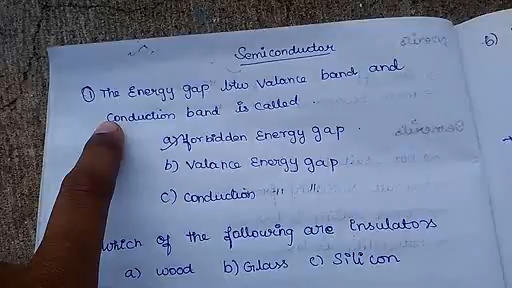 Semiconductor
① The Energy gap btw Valance band and
Conduction band is called.
a) forbidden Energy gap.
b) Valance Energy gap
c) Conduction " "
which of the following are Insulators
a) wood b) Glass c) Silicon
b)